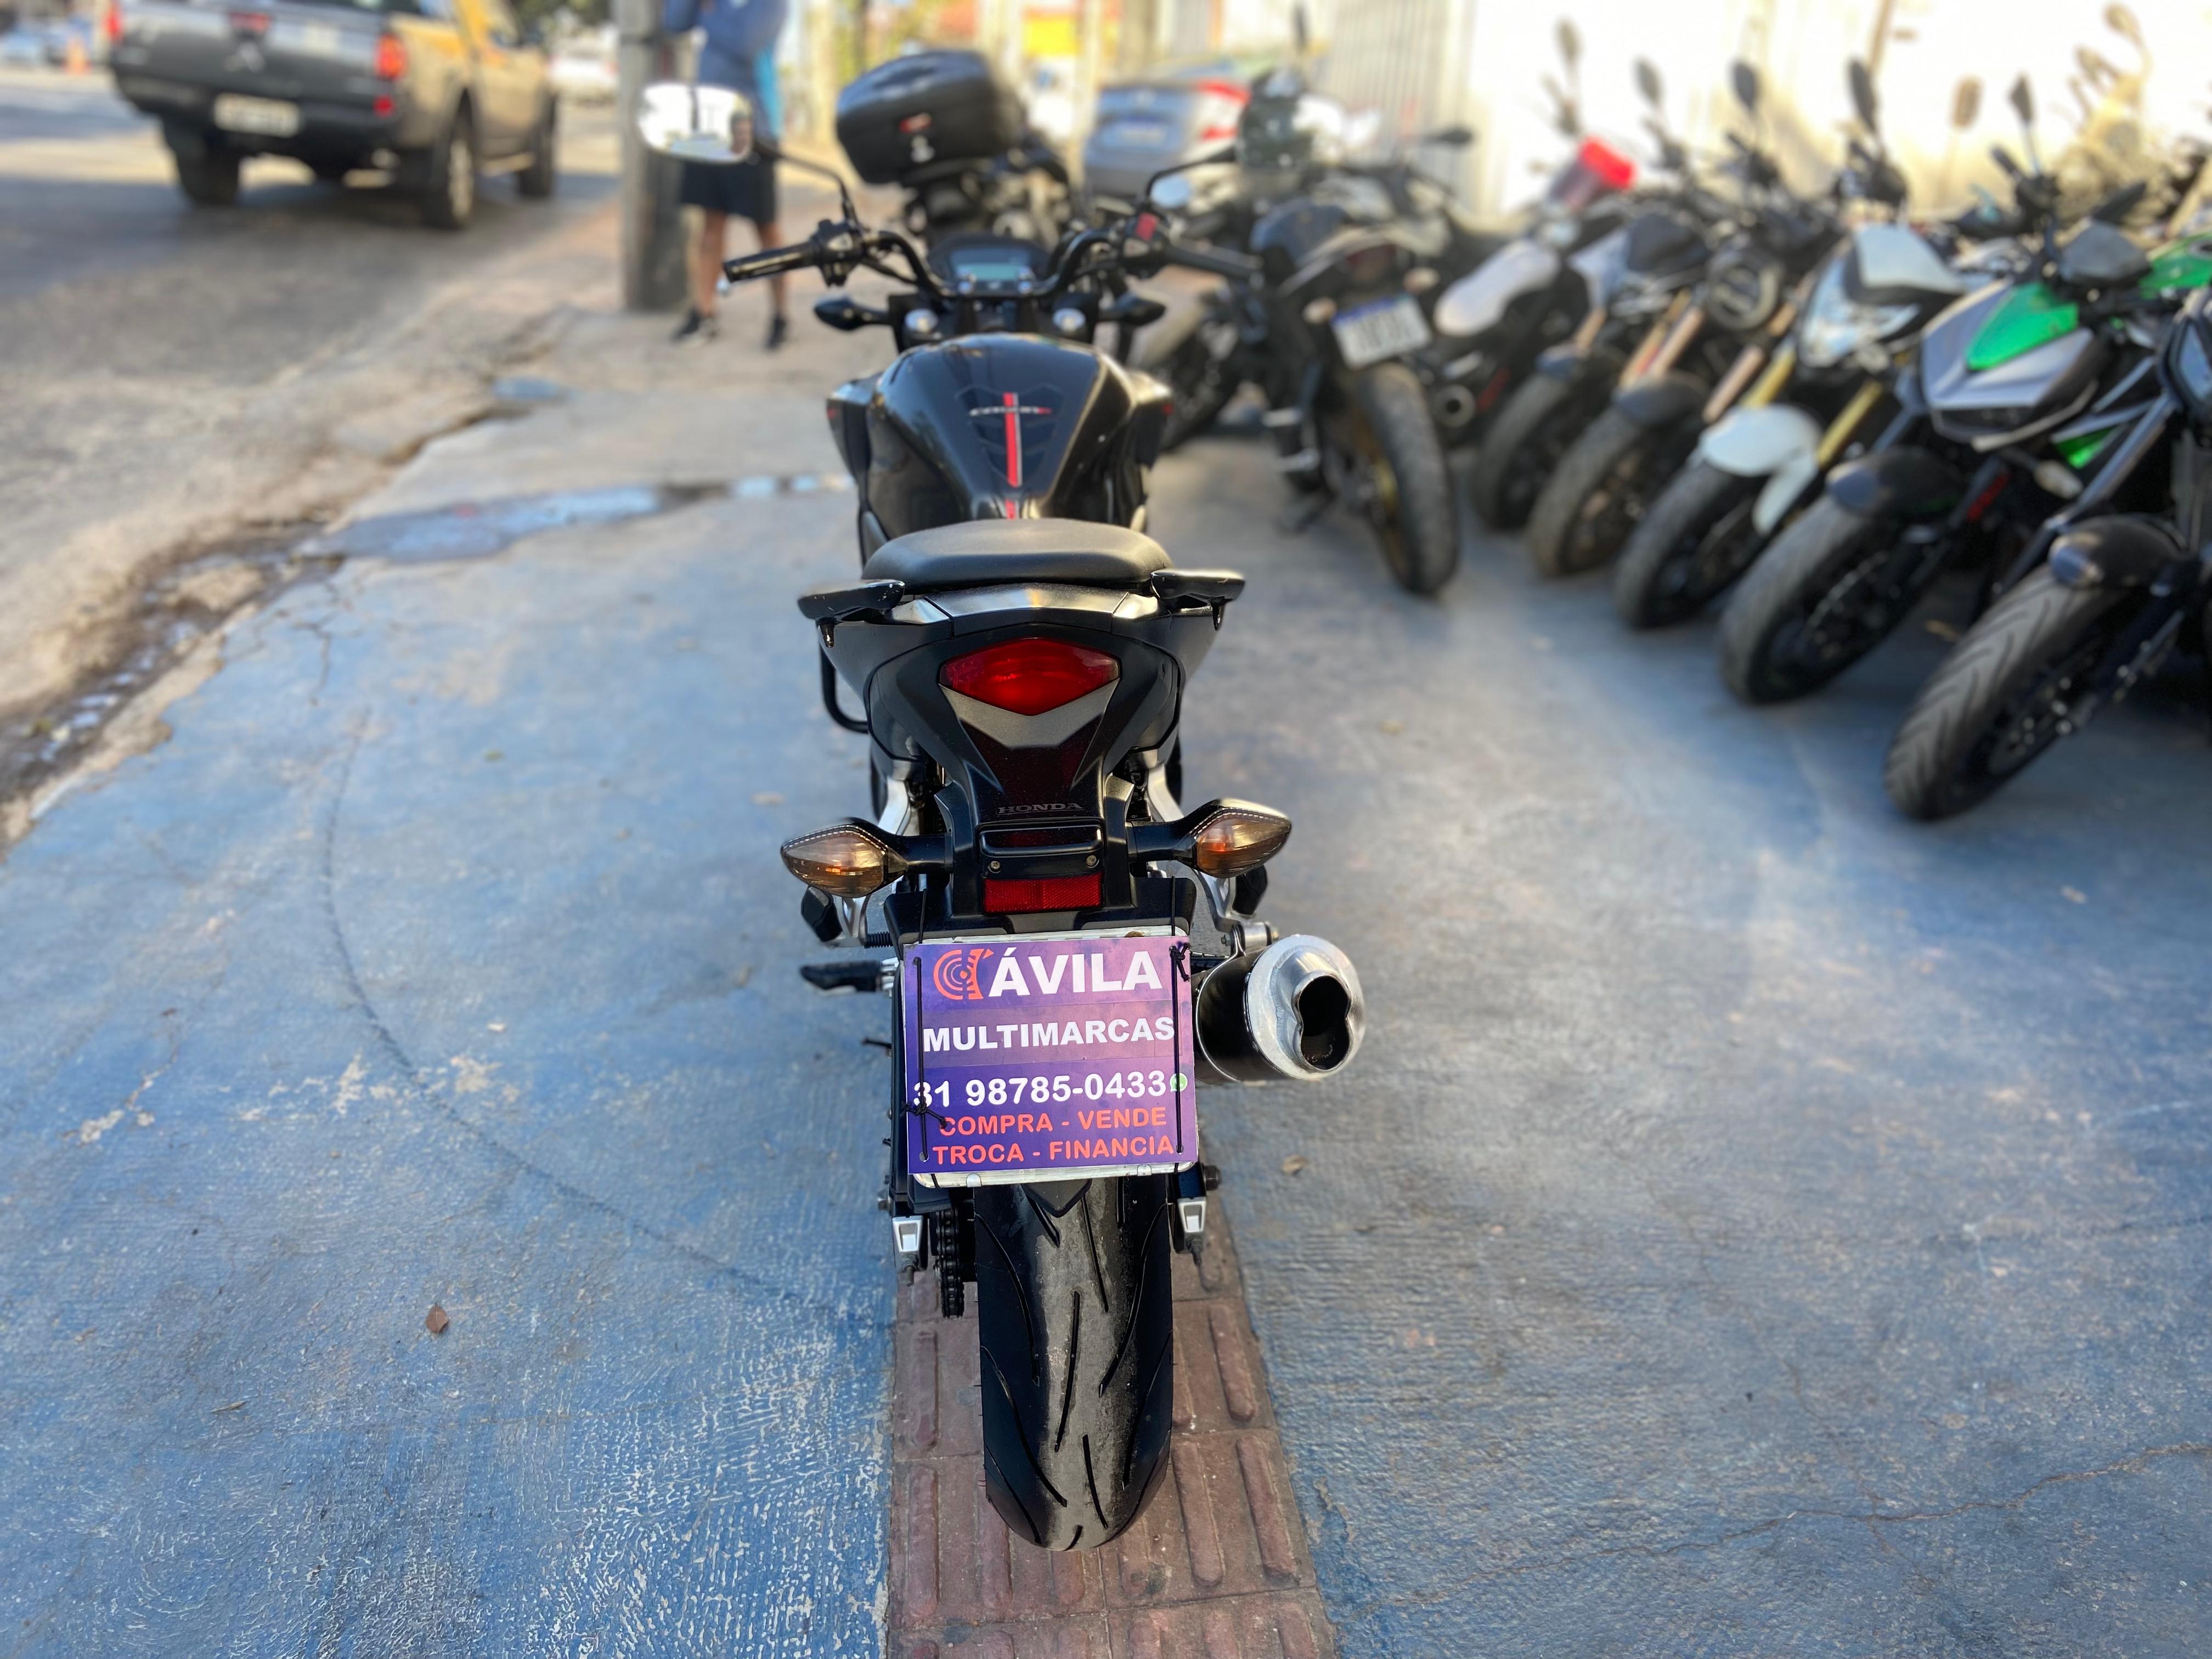 HONDA
ÁVILA
MULTIMARCAS
31 98785-0433
COMPRA - VENDE
TROCA - FINANCIA